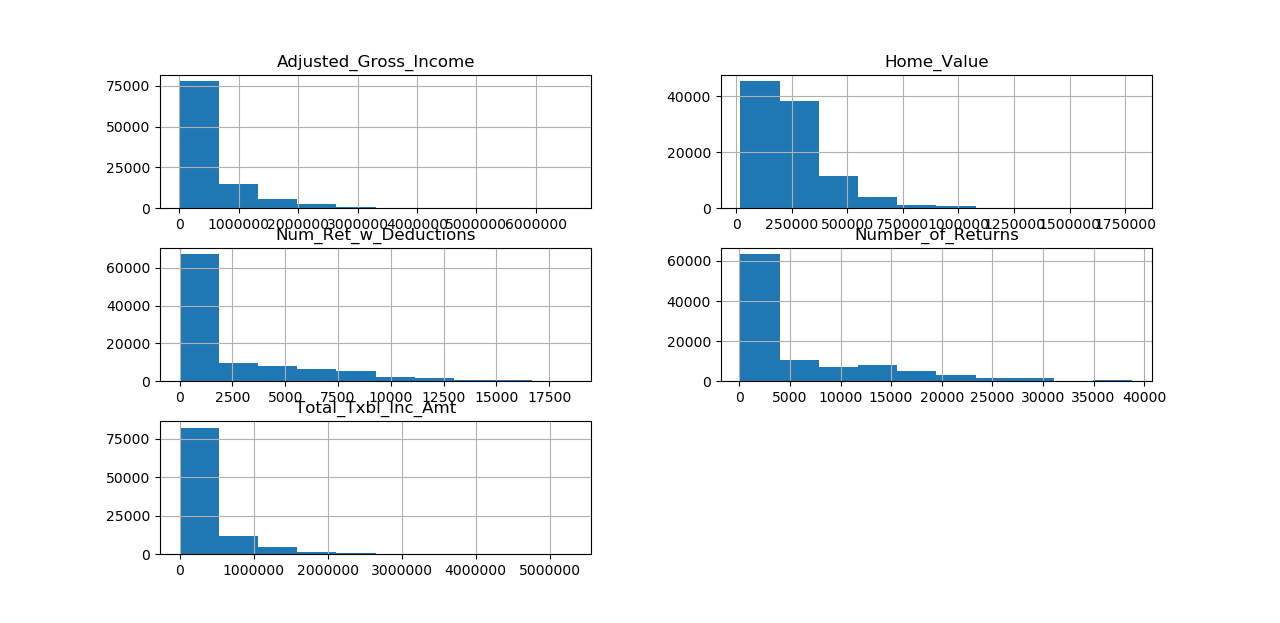 Adjusted_Gross_Income
75000
50000
25000
0
0 1000000 2000000 3000000 4000000 5000000 6000000
Home_Value
40000
20000
0
0 250000 500000 750000 1000000 1250000 1500000 1750000
Num_Ret_w_Deductions
60000
40000
20000
0
0 2500 5000 7500 10000 12500 15000 17500
Number_of_Returns
60000
40000
20000
0
0 5000 10000 15000 20000 25000 30000 35000 40000
Total_Txbl_Inc_Amt
75000
50000
25000
0
0 1000000 2000000 3000000 4000000 5000000